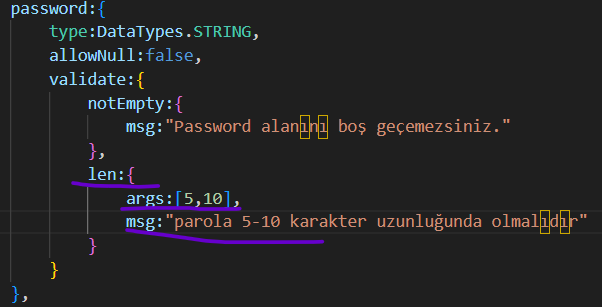 password:{
type:DataTypes.STRING,
allowNull:false,
validate:{
notEmpty:{
msg:"Password alanını boş geçemezsiniz."
},
len:{
args:[5,10],
msg:"parola 5-10 karakter uzunluğunda olmalıdır"
}
}
},